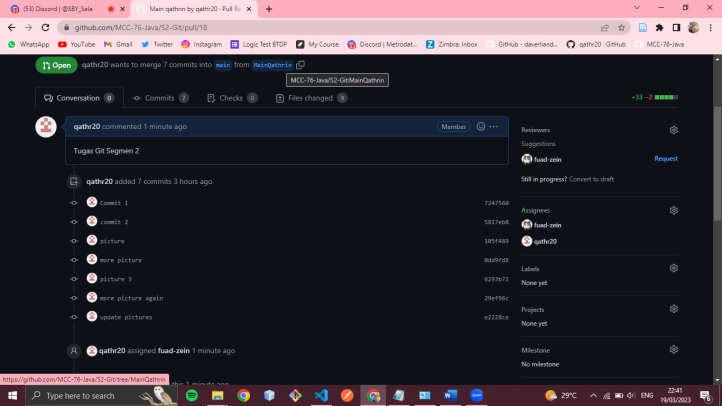 (53) Discord | @SBY_Sela
Main qathrin by qathr20 · Pull Re
github.com/MCC-76-Java/S2-Git/pull/18
WhatsApp YouTube Gmail Twitter Instagram Logic Test BTDP My Course Discord | Metrodat... Zimbra: Inbox GitHub - daverliand... qathr20 · GitHub MCC-76-Java
Open qathr20 wants to merge 7 commits into main from MainQathrin
MCC-76-Java/S2-Git:MainQathrin
Conversation 0 Commits 7 Checks 0 Files changed 9 +33 −2
qathr20 commented 1 minute ago Member
Tugas Git Segmen 2
qathr20 added 7 commits 3 hours ago
Commit 1 7247560
commit 2 5817eb8
picture 105f489
more picture 0dd9fd8
picture 3 6293b71
more picture again 29ef96c
update pictures e2228ce
qathr20 assigned fuad-zein 1 minute ago
this 1 minute ago
Reviewers
Suggestions
fuad-zein Request
Still in progress? Convert to draft
Assignees
fuad-zein
qathr20
Labels
None yet
Projects
None yet
Milestone
No milestone
https://github.com/MCC-76-Java/S2-Git/tree/MainQathrin
Type here to search
29°C
ENG
22:41
19/03/2023